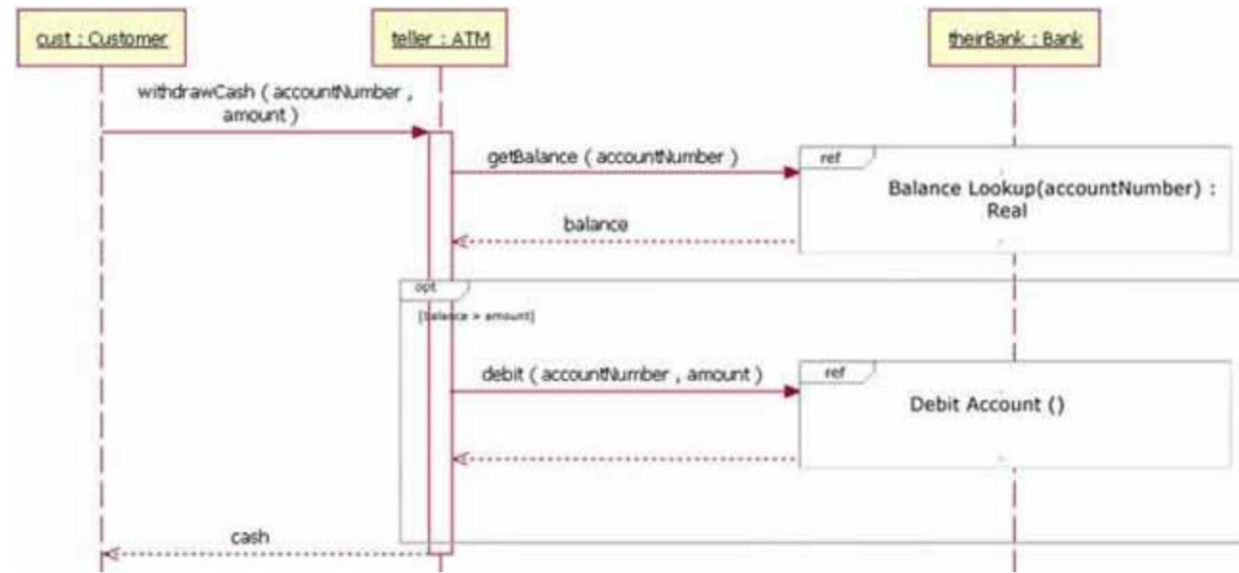 cust : Customer
teller : ATM
theirBank : Bank
withdrawCash ( accountNumber ,
amount )
getBalance ( accountNumber )
ref
Balance Lookup(accountNumber) :
Real
balance
opt
[balance > amount]
debit ( accountNumber , amount )
ref
Debit Account ()
cash